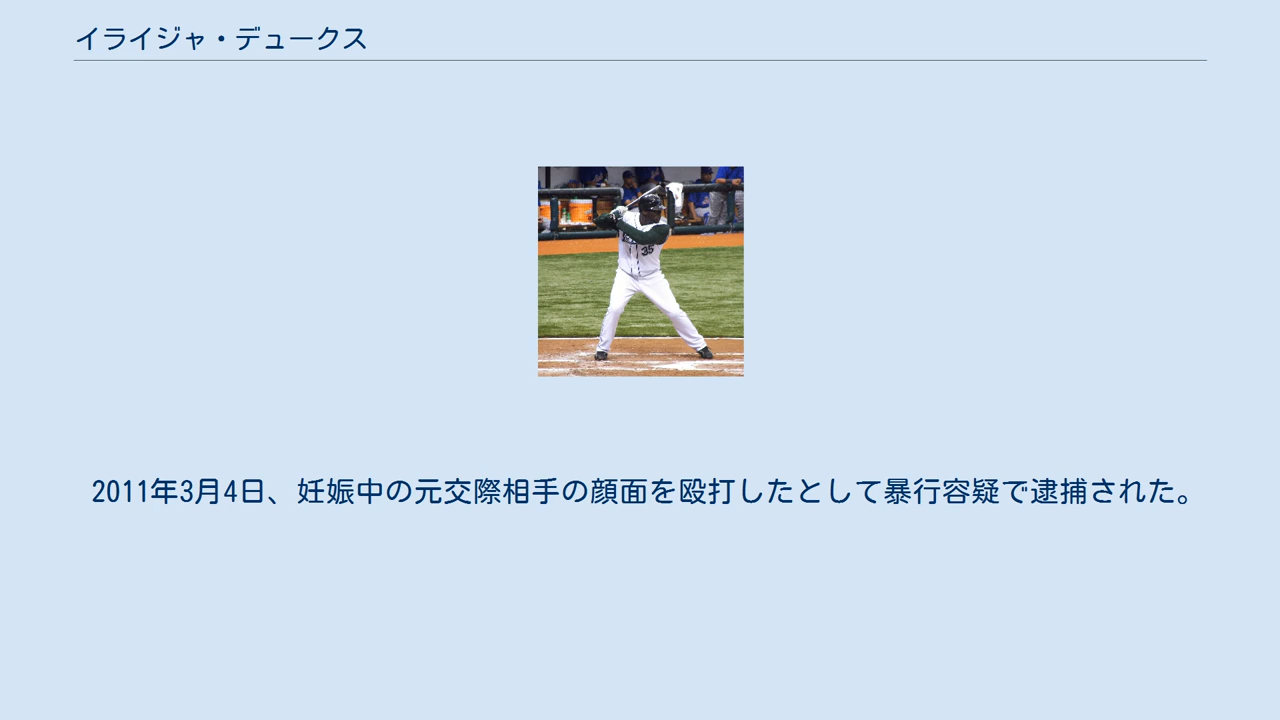 イライジャ・デュークス
35
2011年3月4日、妊娠中の元交際相手の顔面を殴打したとして暴行容疑で逮捕された。